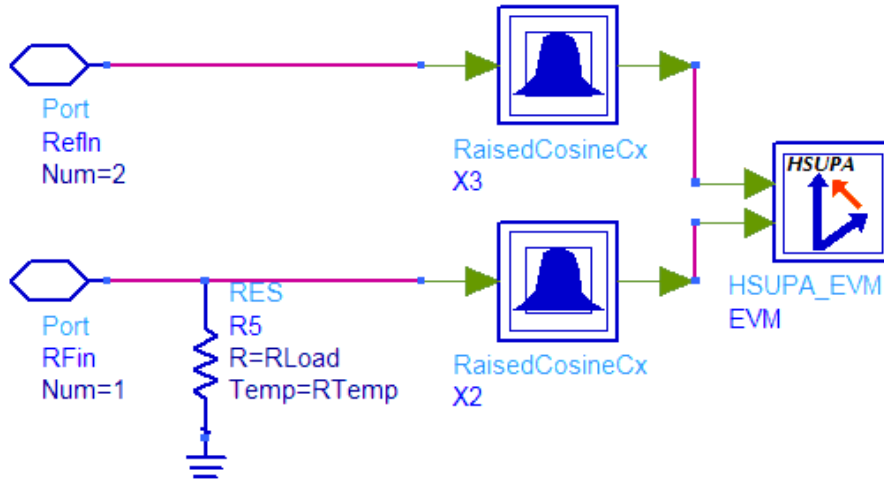 Port
RefIn
Num=2
RaisedCosineCx
X3
HSUPA
HSUPA_EVM
EVM
Port
RFin
Num=1
RES
R5
R=RLoad
Temp=RTemp
RaisedCosineCx
X2